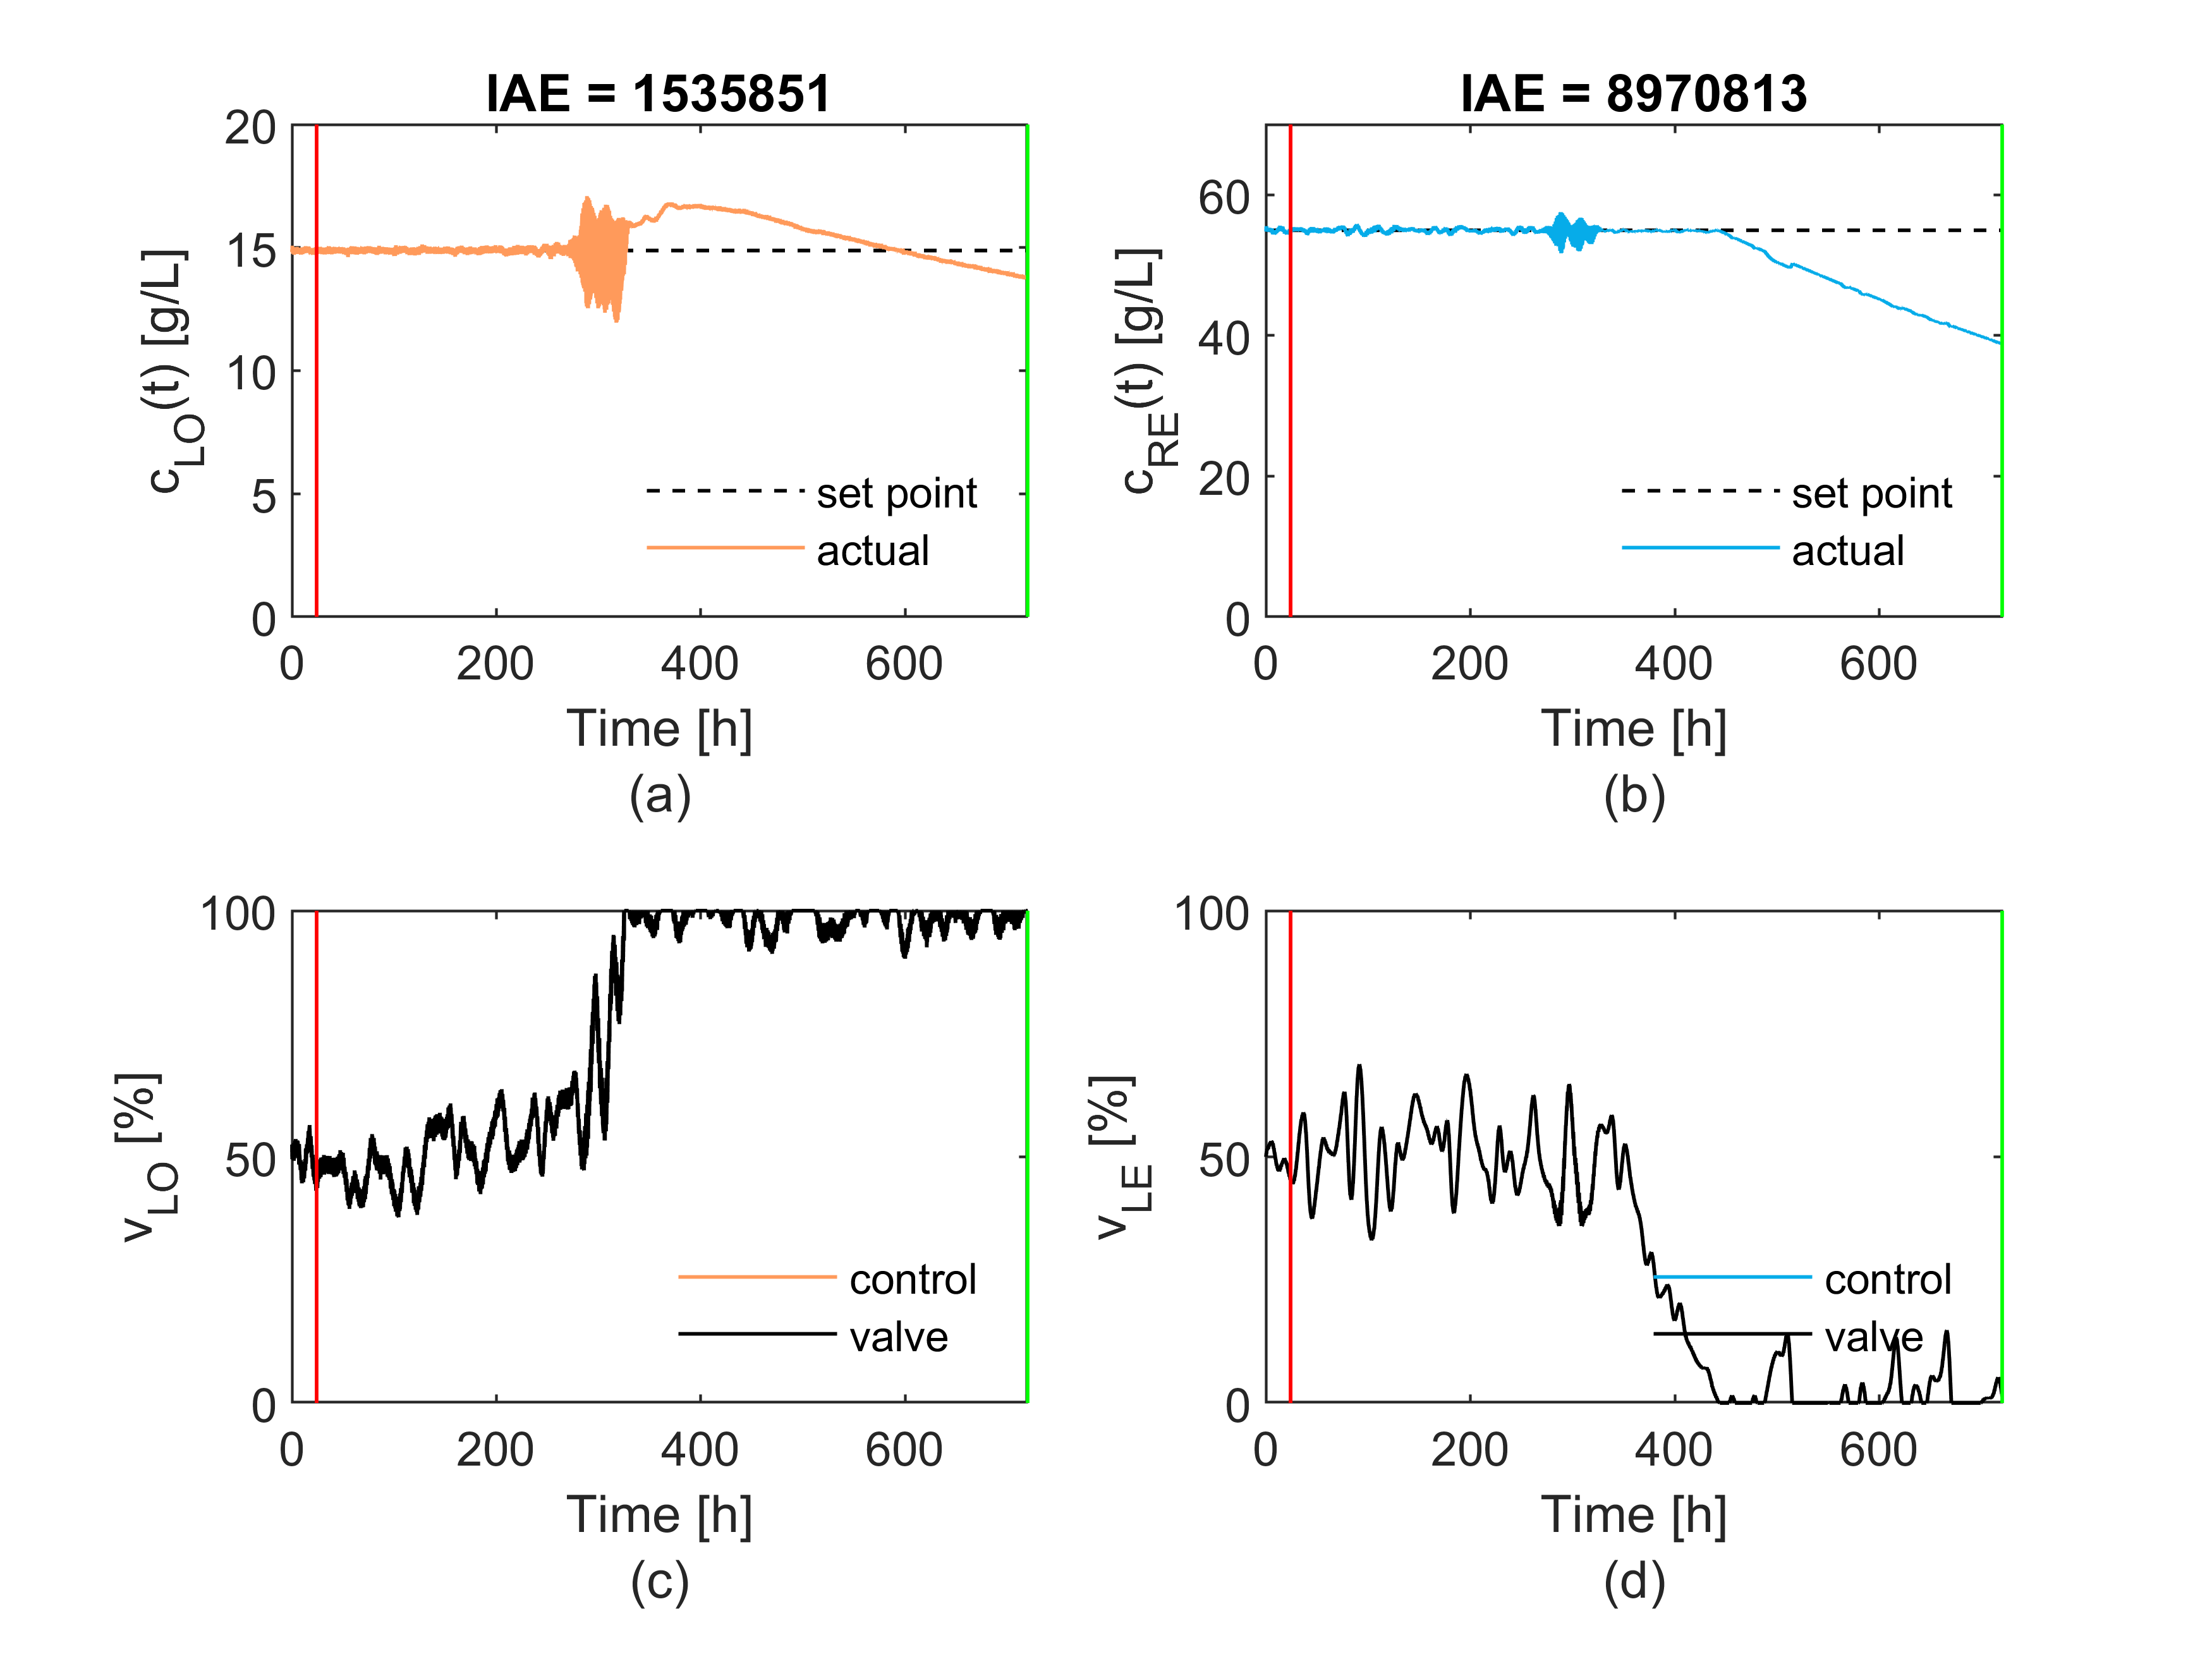 IAE = 1535851
20
15
10
5
0
c_LO(t) [g/L]
set point
actual
0 200 400 600
Time [h]
(a)
IAE = 8970813
60
40
20
0
c_RE(t) [g/L]
set point
actual
0 200 400 600
Time [h]
(b)
100
50
0
v_LO [%]
control
valve
0 200 400 600
Time [h]
(c)
100
50
0
v_LE [%]
control
valve
0 200 400 600
Time [h]
(d)